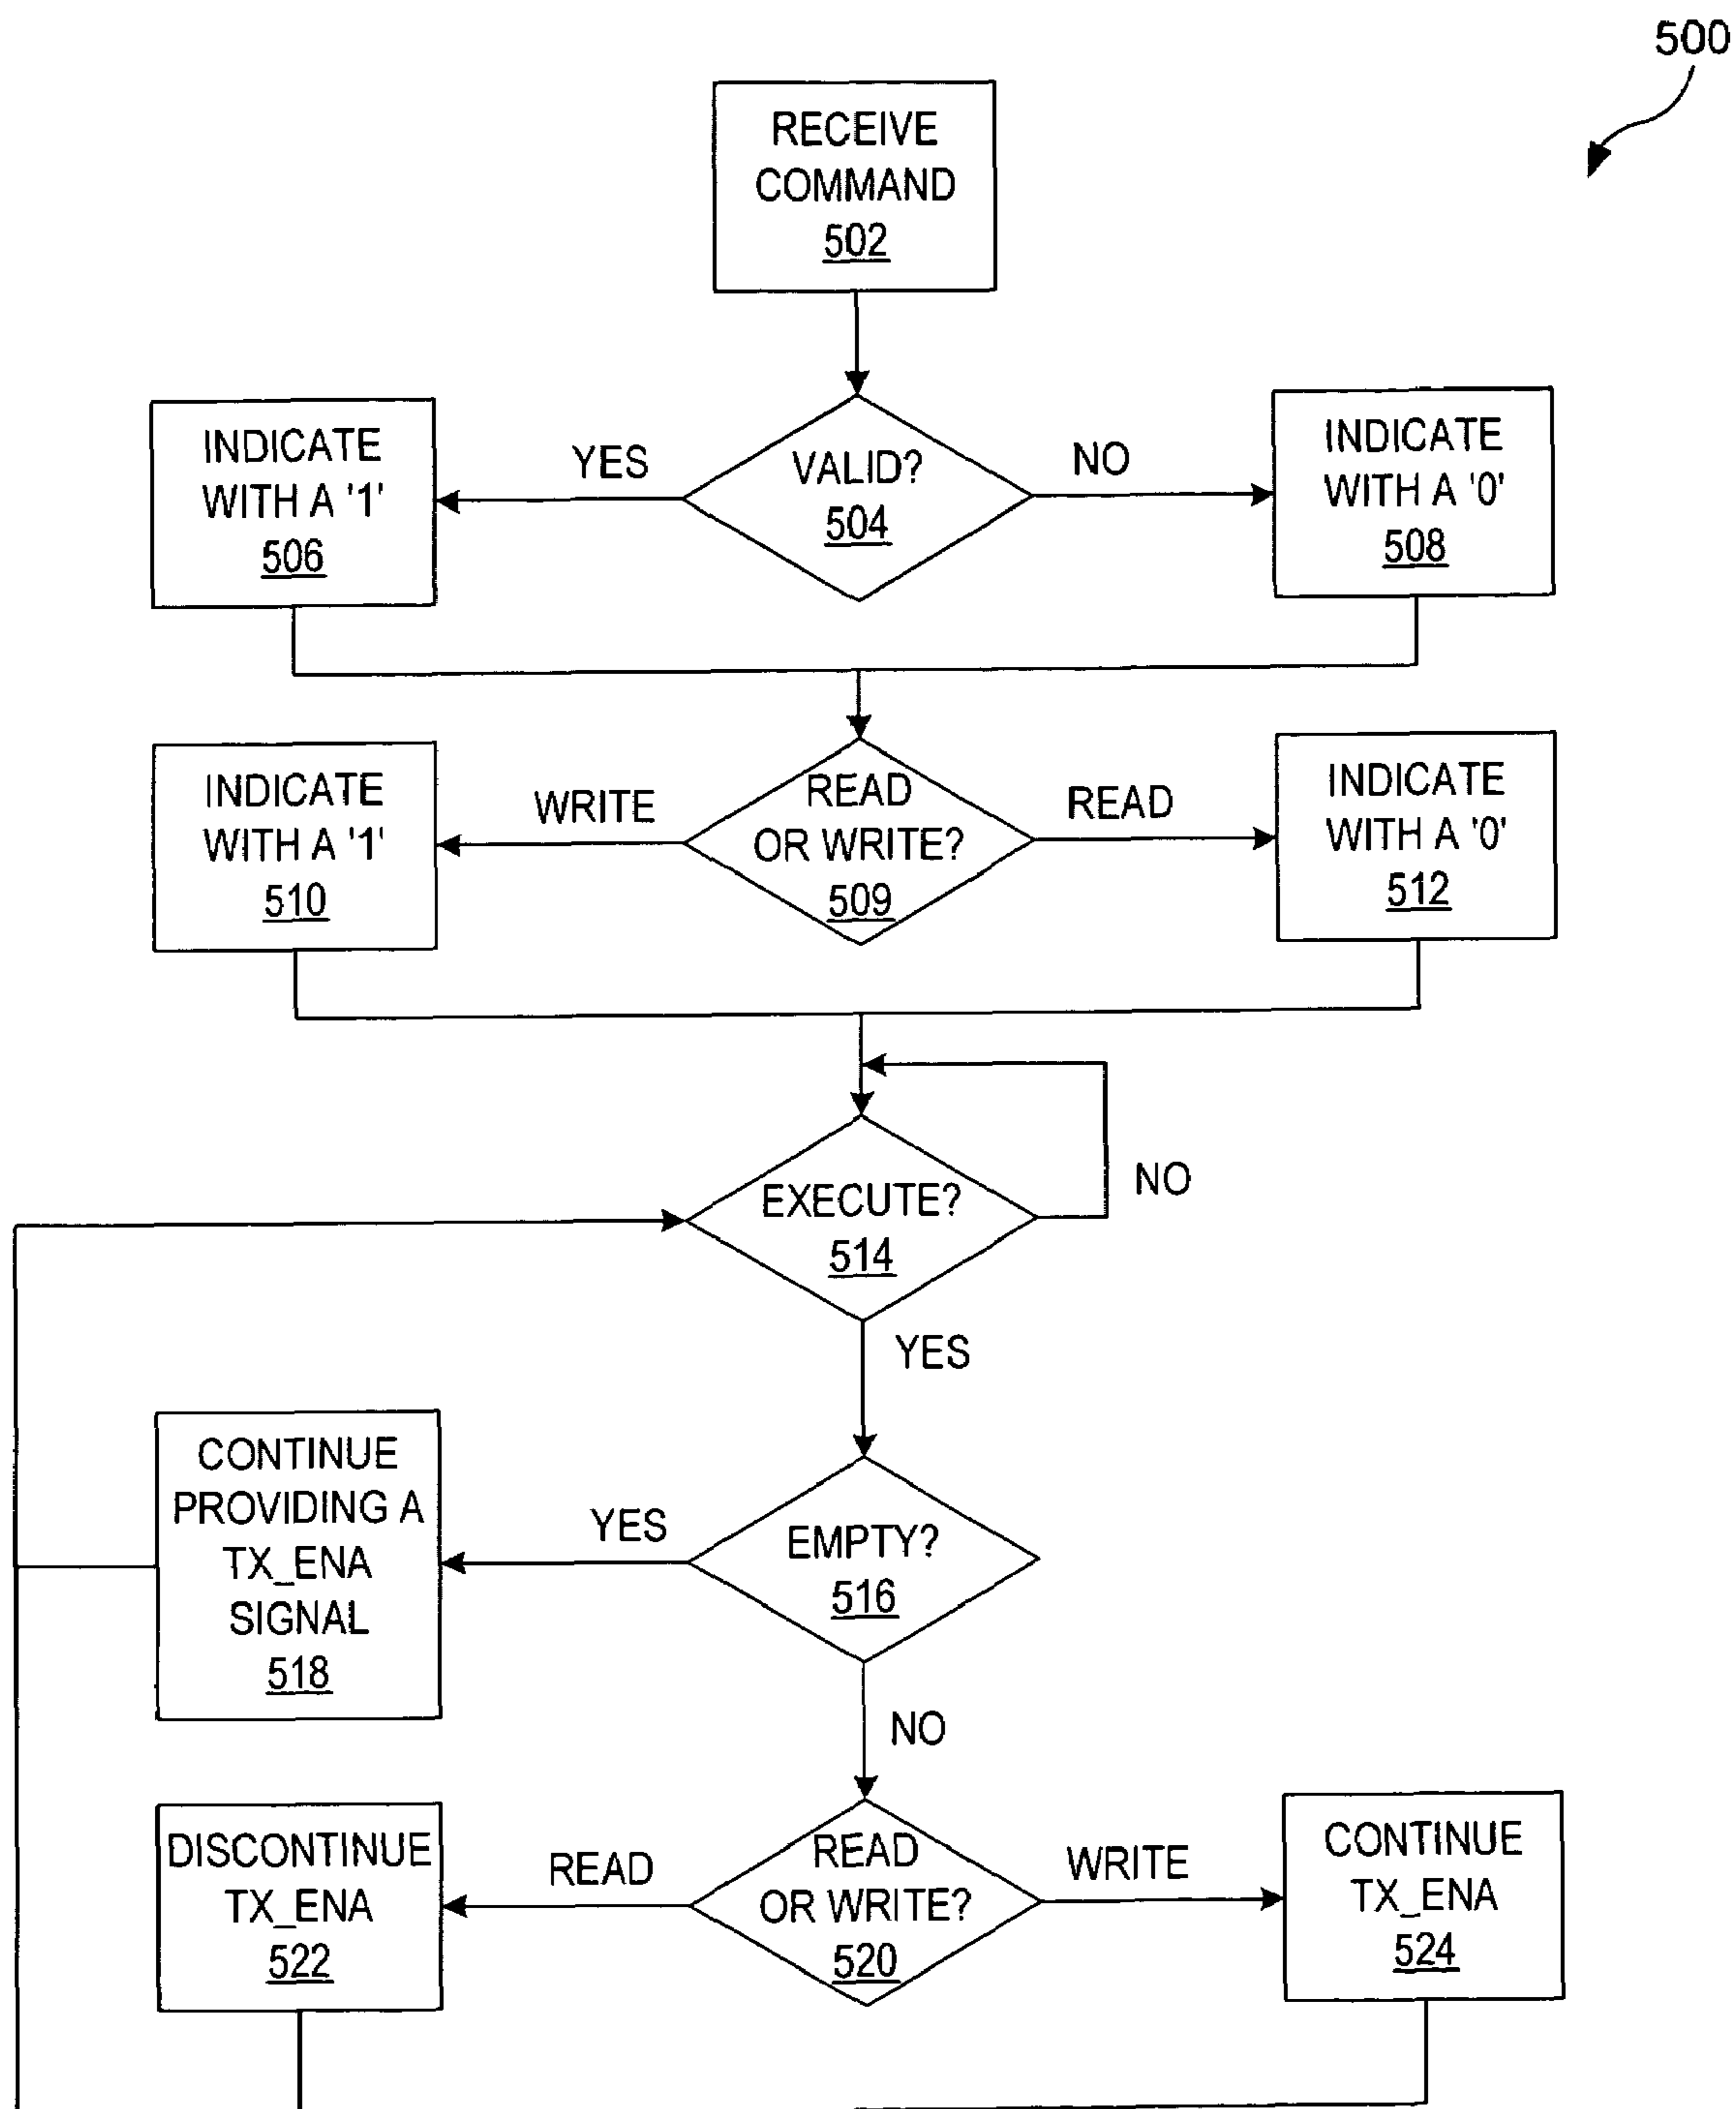 500
RECEIVE
COMMAND
502
INDICATE
WITH A '1'
506
YES
VALID?
504
NO
INDICATE
WITH A '0'
508
INDICATE
WITH A '1'
510
WRITE
READ
OR WRITE?
509
READ
INDICATE
WITH A '0'
512
EXECUTE?
514
NO
YES
CONTINUE
PROVIDING A
TX_ENA
SIGNAL
518
YES
EMPTY?
516
NO
DISCONTINUE
TX_ENA
522
READ
READ
OR WRITE?
520
WRITE
CONTINUE
TX_ENA
524